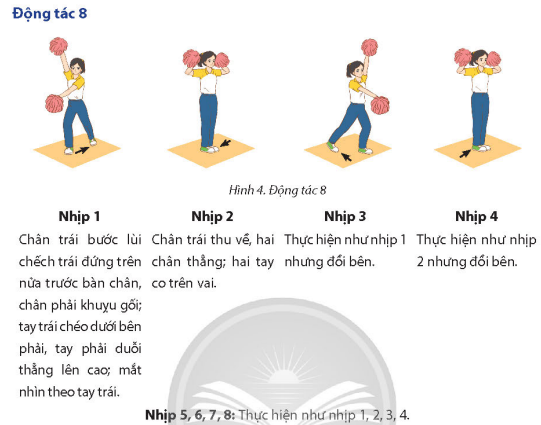 Động tác 8
Hình 4. Động tác 8
Nhịp 1
Chân trái bước lùi
chếch trái đứng trên
nửa trước bàn chân,
chân phải khuỵu gối;
tay trái chéo dưới bên
phải, tay phải duỗi
thẳng lên cao; mắt
nhìn theo tay trái.
Nhịp 2
Chân trái thu về, hai
chân thẳng; hai tay
co trên vai.
Nhịp 3
Thực hiện như nhịp 1
nhưng đổi bên.
Nhịp 4
Thực hiện như nhịp
2 nhưng đổi bên.
Nhịp 5, 6, 7, 8: Thực hiện như nhịp 1, 2, 3, 4.